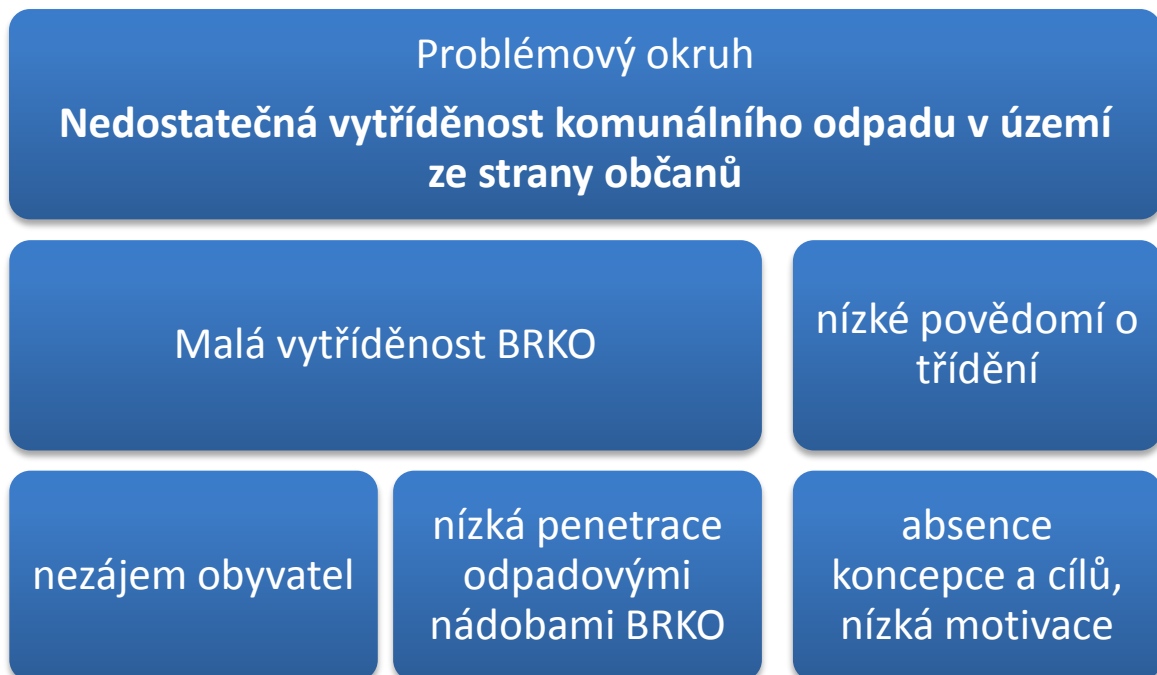 Problémový okruh
Nedostatečná vytříděnost komunálního odpadu v území
ze strany občanů
Malá vytříděnost BRKO
nízké povědomí o
třídění
nezájem obyvatel
nízká penetrace
odpadovými
nádobami BRKO
absence
koncepce a cílů,
nízká motivace